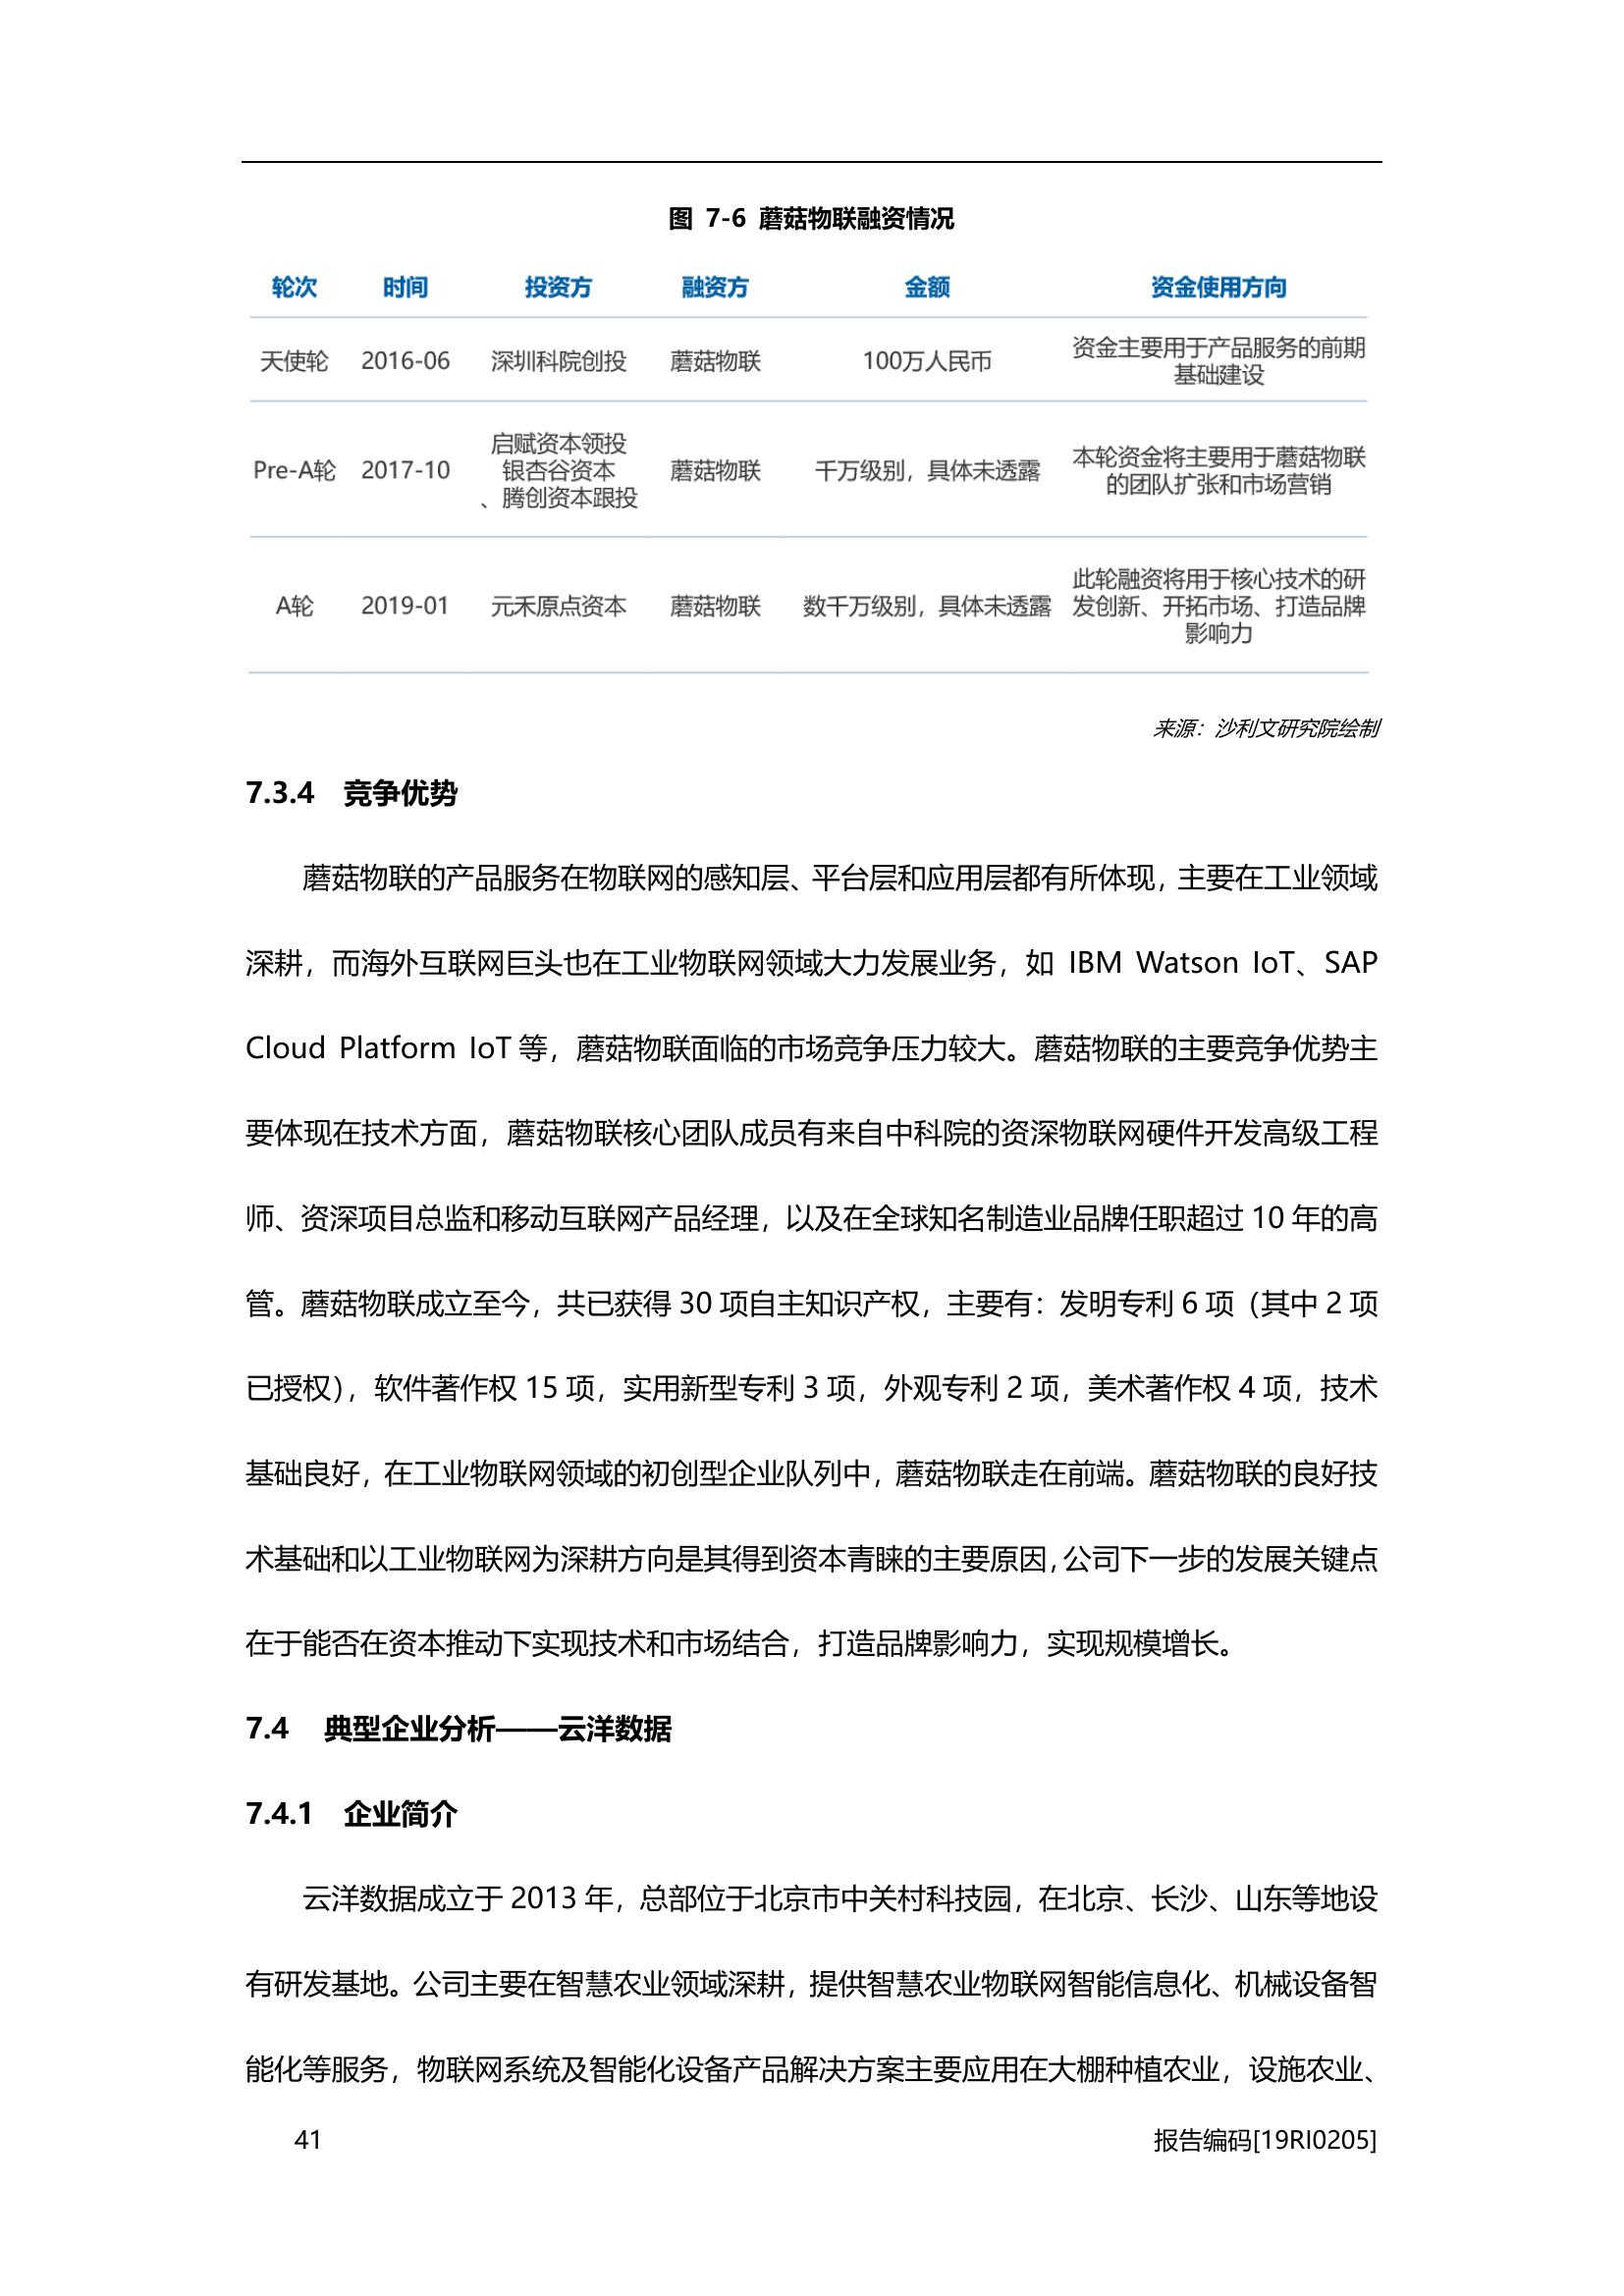 图 7-6 蘑菇物联融资情况
轮次 时间 投资方 融资方 金额 资金使用方向
天使轮 2016-06 深圳科院创投 蘑菇物联 100万人民币 资金主要用于产品服务的前期
基础建设
Pre-A轮 2017-10 启赋资本领投
银杏谷资本
、腾创资本跟投 蘑菇物联 千万级别，具体未透露 本轮资金将主要用于蘑菇物联
的团队扩张和市场营销
A轮 2019-01 元禾原点资本 蘑菇物联 数千万级别，具体未透露 此轮融资将用于核心技术的研
发创新、开拓市场、打造品牌
影响力
来源：沙利文研究院绘制
7.3.4 竞争优势
蘑菇物联的产品服务在物联网的感知层、平台层和应用层都有所体现，主要在工业领域
深耕，而海外互联网巨头也在工业物联网领域大力发展业务，如 IBM Watson IoT、SAP
Cloud Platform IoT 等，蘑菇物联面临的市场竞争压力较大。蘑菇物联的主要竞争优势主
要体现在技术方面，蘑菇物联核心团队成员有来自中科院的资深物联网硬件开发高级工程
师、资深项目总监和移动互联网产品经理，以及在全球知名制造业品牌任职超过 10 年的高
管。蘑菇物联成立至今，共已获得 30 项自主知识产权，主要有：发明专利 6 项（其中 2 项
已授权），软件著作权 15 项，实用新型专利 3 项，外观专利 2 项，美术著作权 4 项，技术
基础良好，在工业物联网领域的初创型企业队列中，蘑菇物联走在前端。蘑菇物联的良好技
术基础和以工业物联网为深耕方向是其得到资本青睐的主要原因，公司下一步的发展关键点
在于能否在资本推动下实现技术和市场结合，打造品牌影响力，实现规模增长。
7.4 典型企业分析——云洋数据
7.4.1 企业简介
云洋数据成立于 2013 年，总部位于北京市中关村科技园，在北京、长沙、山东等地设
有研发基地。公司主要在智慧农业领域深耕，提供智慧农业物联网智能信息化、机械设备智
能化等服务，物联网系统及智能化设备产品解决方案主要应用在大棚种植农业，设施农业、
41 报告编码[19RI0205]